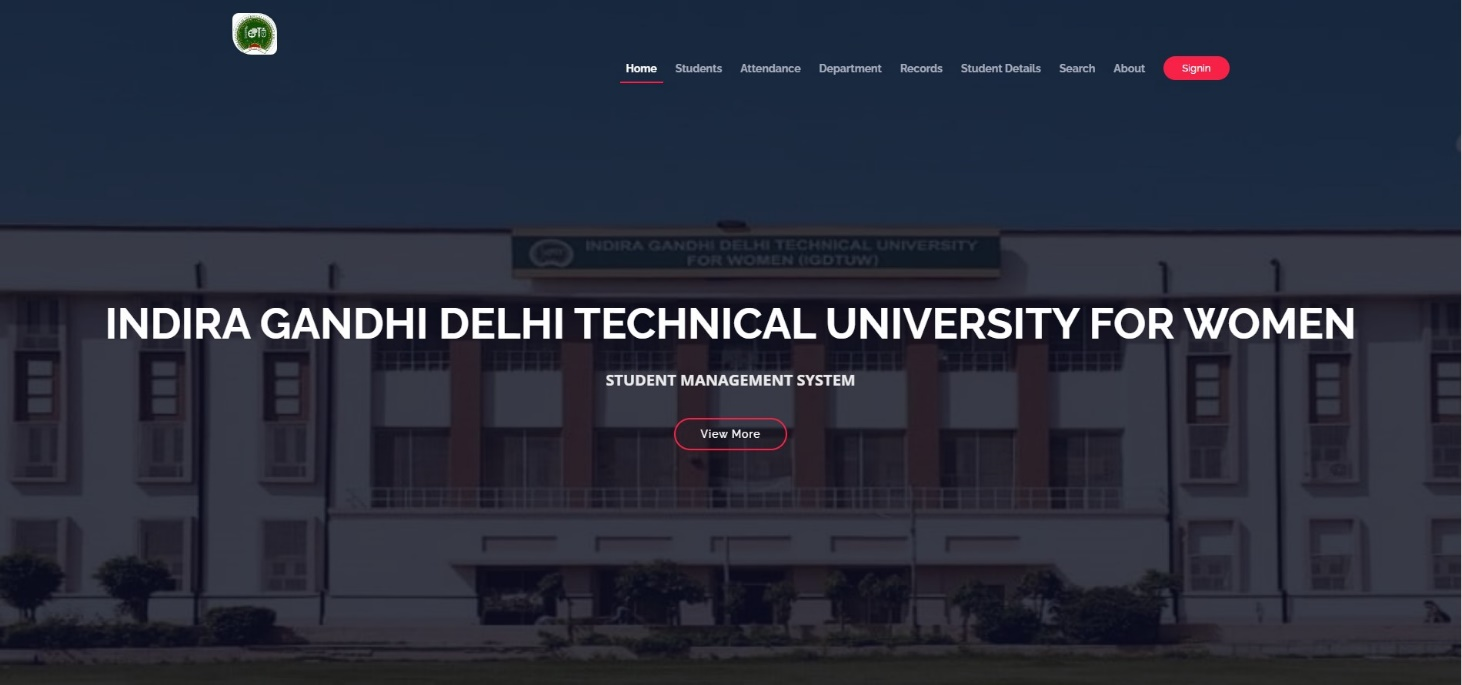 Home
Students
Attendance
Department
Records
Student Details
Search
About
Signin
INDIRA GANDHI DELHI TECHNICAL UNIVERSITY
FOR WOMEN (IGDTUW)
INDIRA GANDHI DELHI TECHNICAL UNIVERSITY FOR WOMEN
STUDENT MANAGEMENT SYSTEM
View More